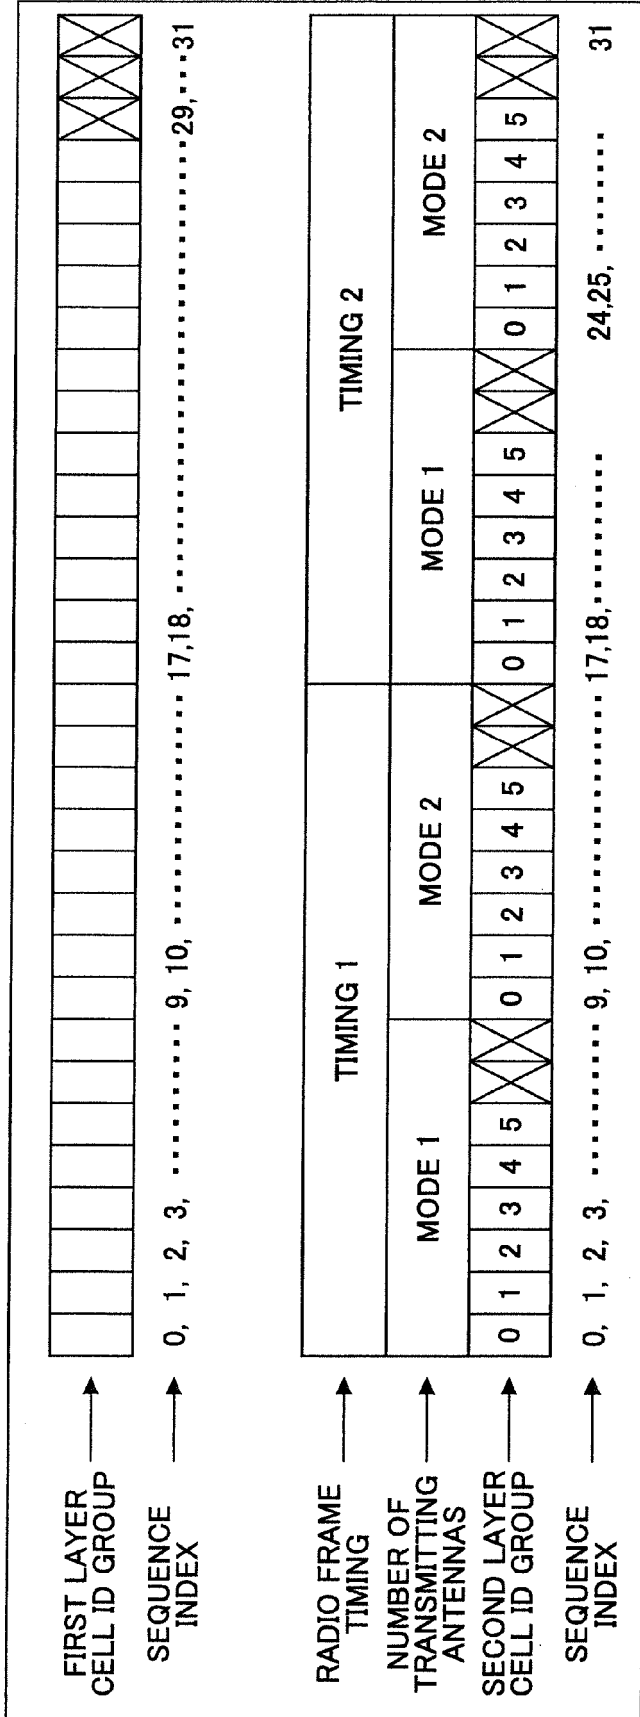 FIRST LAYER
CELL ID GROUP
SEQUENCE
INDEX
0, 1, 2, 3, .......... 9, 10, .................. 17,18, .............................. 29,...31
RADIO FRAME
TIMING
TIMING 1
TIMING 2
NUMBER OF
TRANSMITTING
ANTENNAS
MODE 1
MODE 2
MODE 1
MODE 2
SECOND LAYER
CELL ID GROUP
0 1 2 3 4 5
0 1 2 3 4 5
0 1 2 3 4 5
0 1 2 3 4 5
SEQUENCE
INDEX
0, 1, 2, 3, .......... 9, 10, .................. 17,18,........... 24,25, ......... 31